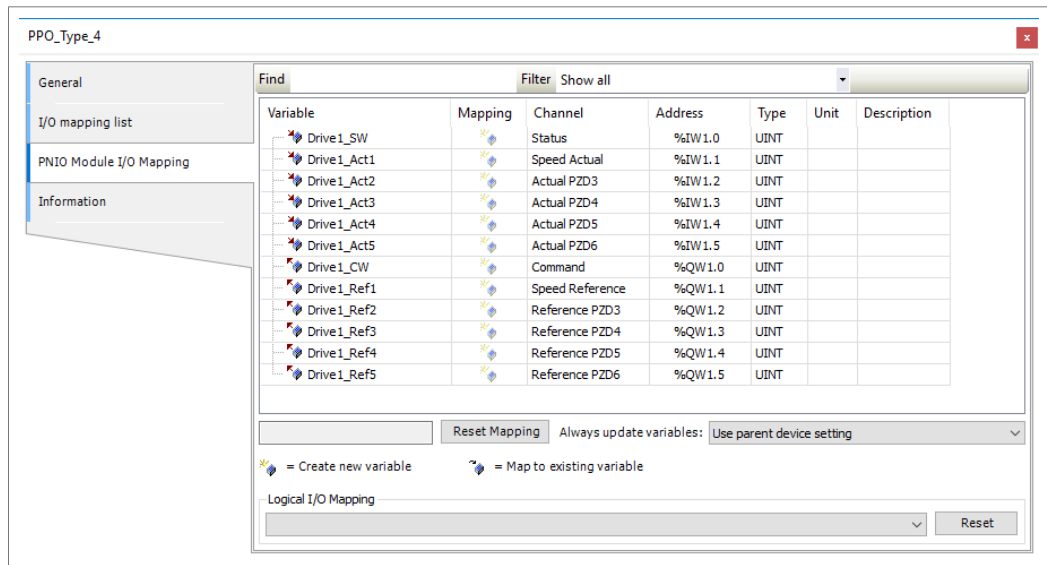 PPO_Type_4
x
General
I/O mapping list
PNIO Module I/O Mapping
Information
Find Filter Show all
Variable Mapping Channel Address Type Unit Description
Drive1_SW Status %IW1.0 UINT
Drive1_Act1 Speed Actual %IW1.1 UINT
Drive1_Act2 Actual PZD3 %IW1.2 UINT
Drive1_Act3 Actual PZD4 %IW1.3 UINT
Drive1_Act4 Actual PZD5 %IW1.4 UINT
Drive1_Act5 Actual PZD6 %IW1.5 UINT
Drive1_CW Command %QW1.0 UINT
Drive1_Ref1 Speed Reference %QW1.1 UINT
Drive1_Ref2 Reference PZD3 %QW1.2 UINT
Drive1_Ref3 Reference PZD4 %QW1.3 UINT
Drive1_Ref4 Reference PZD5 %QW1.4 UINT
Drive1_Ref5 Reference PZD6 %QW1.5 UINT
Reset Mapping Always update variables: Use parent device setting
= Create new variable = Map to existing variable
Logical I/O Mapping
Reset